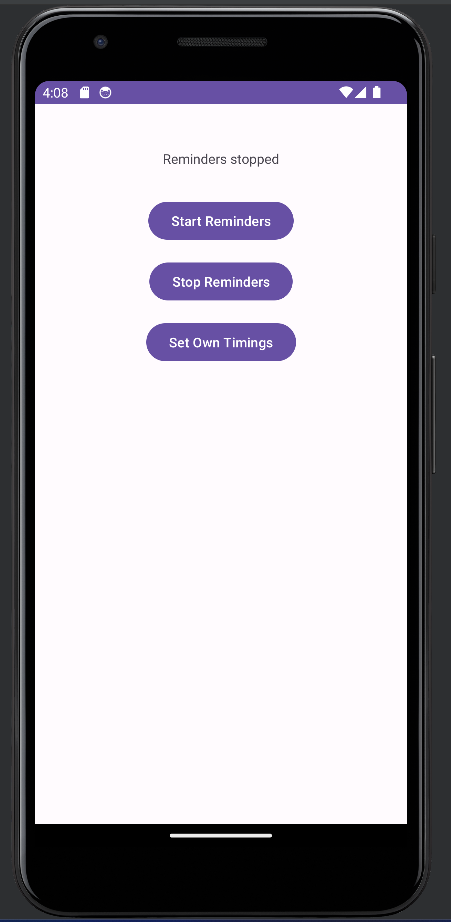 4:08
Reminders stopped
Start Reminders
Stop Reminders
Set Own Timings